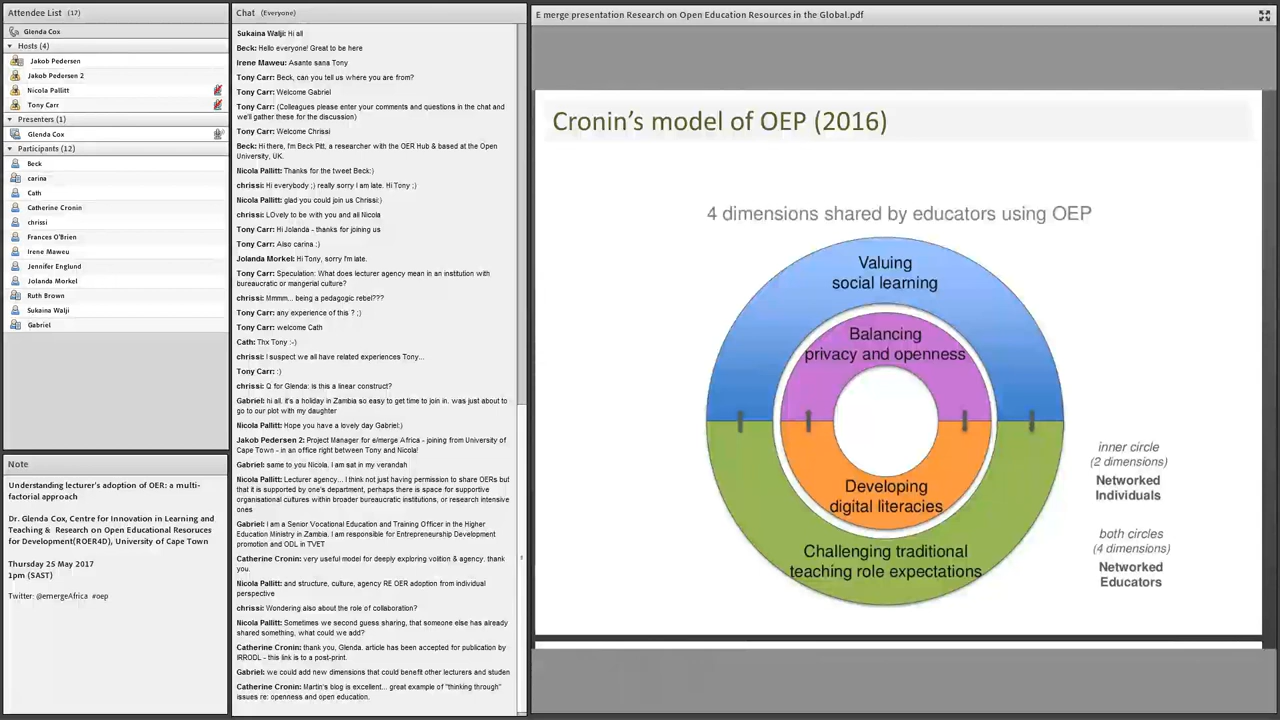 Attendee List (17)
Glenda Cox
Hosts (4)
Jakob Pedersen
Jakob Pedersen 2
Nicola Pallitt
Tony Carr
Presenters (1)
Glenda Cox
Participants (12)
Beck
carina
Cath
Catherine Cronin
chrissi
Frances O'Brien
Irene Maweu
Jennifer Englund
Jolanda Morkel
Ruth Brown
Sukaina Walji
Gabriel
Note
Understanding lecturer's adoption of OER: a multi-
factorial approach
Dr. Glenda Cox, Centre for Innovation in Learning and
Teaching & Research on Open Educational Resoruces
for Development(ROER4D), University of Cape Town
Thursday 25 May 2017
1pm (SAST)
Twitter: @emergeAfrica #oep
Chat (Everyone)
Sukaina Walji: Hi all
Beck: Hello everyone! Great to be here
Irene Maweu: Asante sana Tony
Tony Carr: Beck, can you tell us where you are from?
Tony Carr: Welcome Gabriel
Tony Carr: (Colleagues please enter your comments and questions in the chat and
we'll gather these for the discussion)
Tony Carr: Welcome Chrissi
Beck: Hi there, I'm Beck Pitt, a researcher with the OER Hub & based at the Open
University, UK.
Nicola Pallitt: Thanks for the tweet Beck:)
chrissi: Hi everybody ;) really sorry I am late. Hi Tony ;)
Nicola Pallitt: glad you could join us Chrissi:)
chrissi: LOvely to be with you and all Nicola
Tony Carr: Hi Jolanda - thanks for joining us
Tony Carr: Also carina :)
Jolanda Morkel: Hi Tony, sorry I'm late.
Tony Carr: Speculation: What does lecturer agency mean in an institution with
bureaucratic or mangerial culture?
chrissi: Mmmm... being a pedagogic rebel???
Tony Carr: any experience of this ? ;)
Tony Carr: welcome Cath
Cath: Thx Tony :-)
chrissi: I suspect we all have related experiences Tony...
Tony Carr: :)
chrissi: Q for Glenda: is this a linear construct?
Gabriel: hi all. it's a holiday in Zambia so easy to get time to join in. was just about to
go to our plot with my daughter
Nicola Pallitt: Hope you have a lovely day Gabriel:)
Jakob Pedersen 2: Project Manager for e/merge Africa - joining from University of
Cape Town - in an office right between Tony and Nicola!
Gabriel: same to you Nicola. I am sat in my verandah
Nicola Pallitt: Lecturer agency... I think not just having permission to share OERs but
that it is supported by one's department, perhaps there is space for supportive
organisational cultures within broader bureaucratic institutions, or research intensive
ones
Gabriel: I am a Senior Vocational Education and Training Officer in the Higher
Education Ministry in Zambia. I am responsible for Entrepreneurship Development
promotion and ODL in TVET
Catherine Cronin: very useful model for deeply exploring volition & agency. thank
you.
Nicola Pallitt: and structure, culture, agency RE OER adoption from individual
perspective
chrissi: Wondering also about the role of collaboration?
Nicola Pallitt: Sometimes we second guess sharing, that someone else has already
shared something, what could we add?
Catherine Cronin: thank you, Glenda. article has been accepted for publication by
IRRODL - this link is to a post-print.
Gabriel: we could add new dimensions that could benefit other lecturers and studen
Catherine Cronin: Martin's blog is excellent... great example of "thinking through"
issues re: openness and open education.
E merge presentation Research on Open Education Resources in the Global.pdf
Cronin's model of OEP (2016)
4 dimensions shared by educators using OEP
Valuing
social learning
Balancing
privacy and openness
Developing
digital literacies
Challenging traditional
teaching role expectations
inner circle
(2 dimensions)
Networked
Individuals
both circles
(4 dimensions)
Networked
Educators